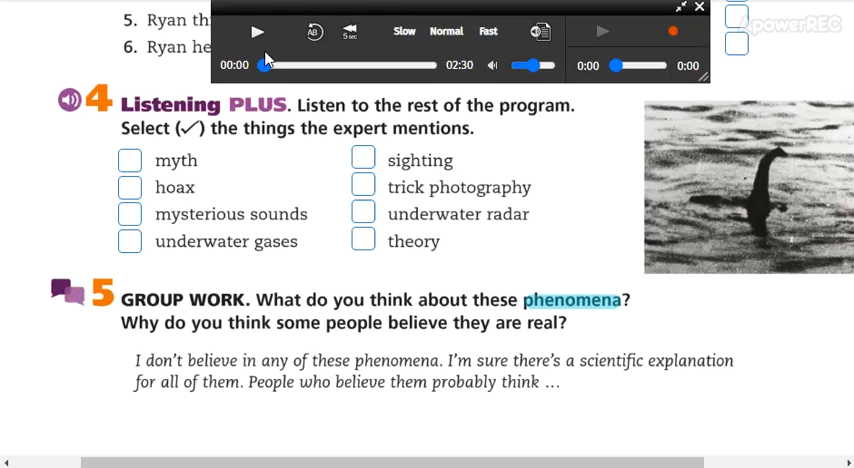 5. Ryan th
6. Ryan he
AB
5 sec
Slow
Normal
Fast
00:00
02:30
0:00
0:00
ApowerREC
4 Listening PLUS. Listen to the rest of the program.
Select (✓) the things the expert mentions.
myth
hoax
mysterious sounds
underwater gases
sighting
trick photography
underwater radar
theory
5 GROUP WORK. What do you think about these phenomena?
Why do you think some people believe they are real?
I don't believe in any of these phenomena. I'm sure there's a scientific explanation
for all of them. People who believe them probably think ...